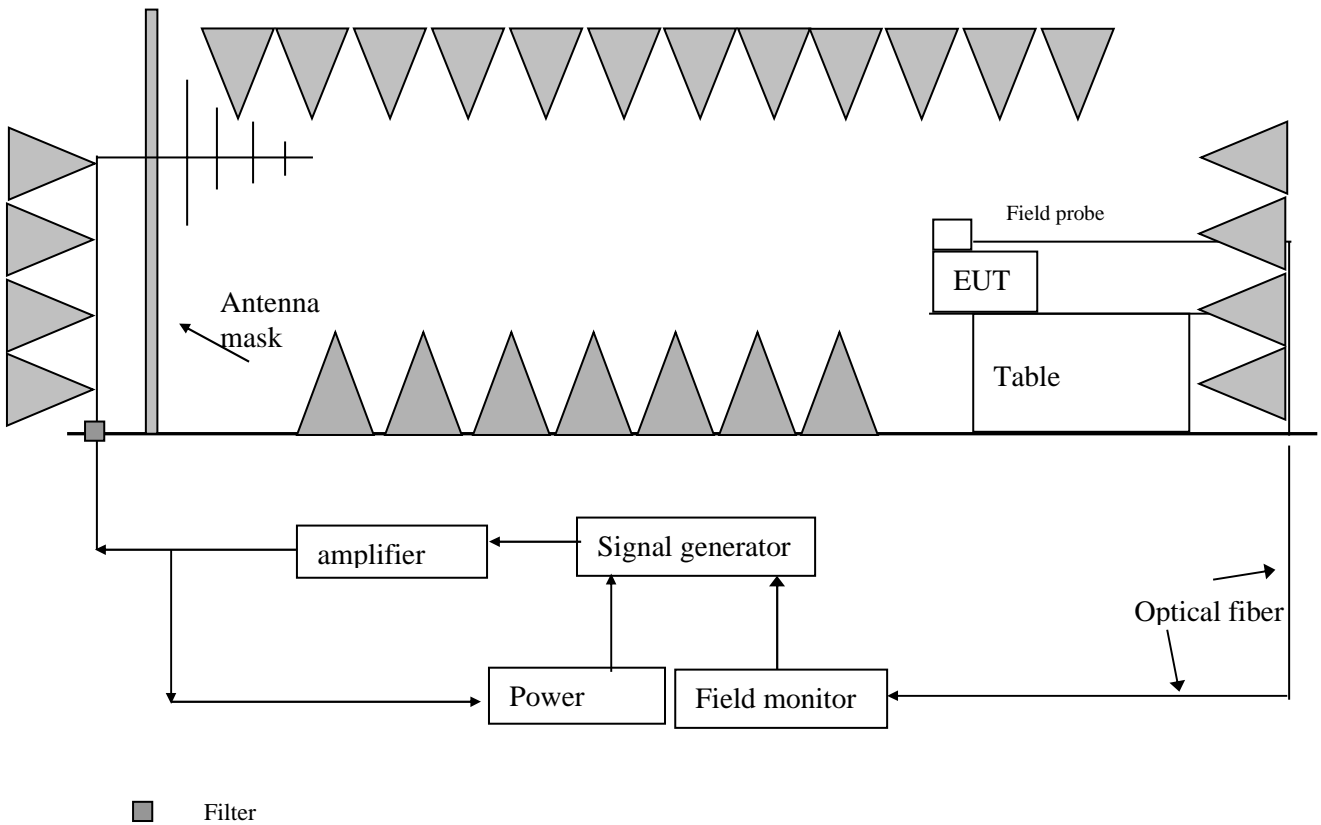 Field probe
EUT
Antenna
mask
Table
Signal generator
amplifier
Optical fiber
Power
Field monitor
Filter